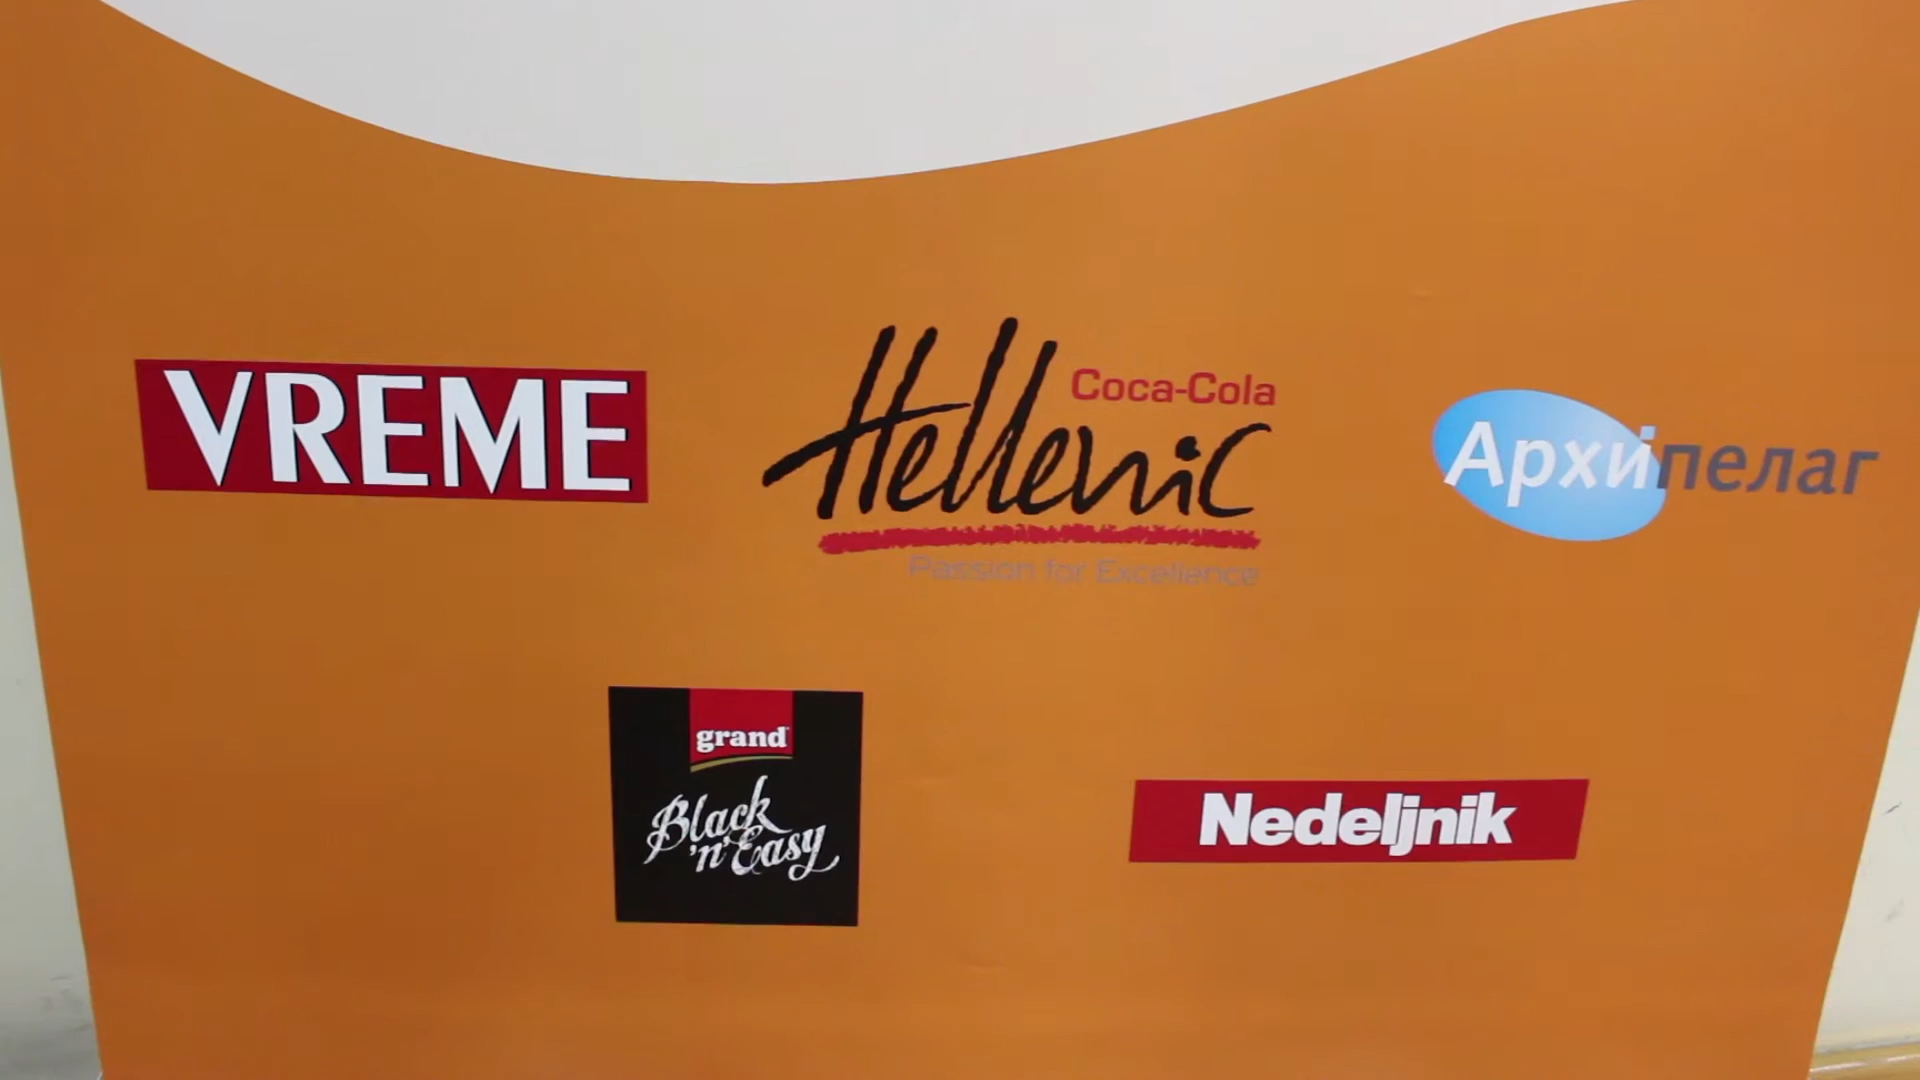 VREME
Coca-Cola
Hellenic
Passion for Excellence
Архипелаг
grand
Black
'n' Easy
Nedeljnik